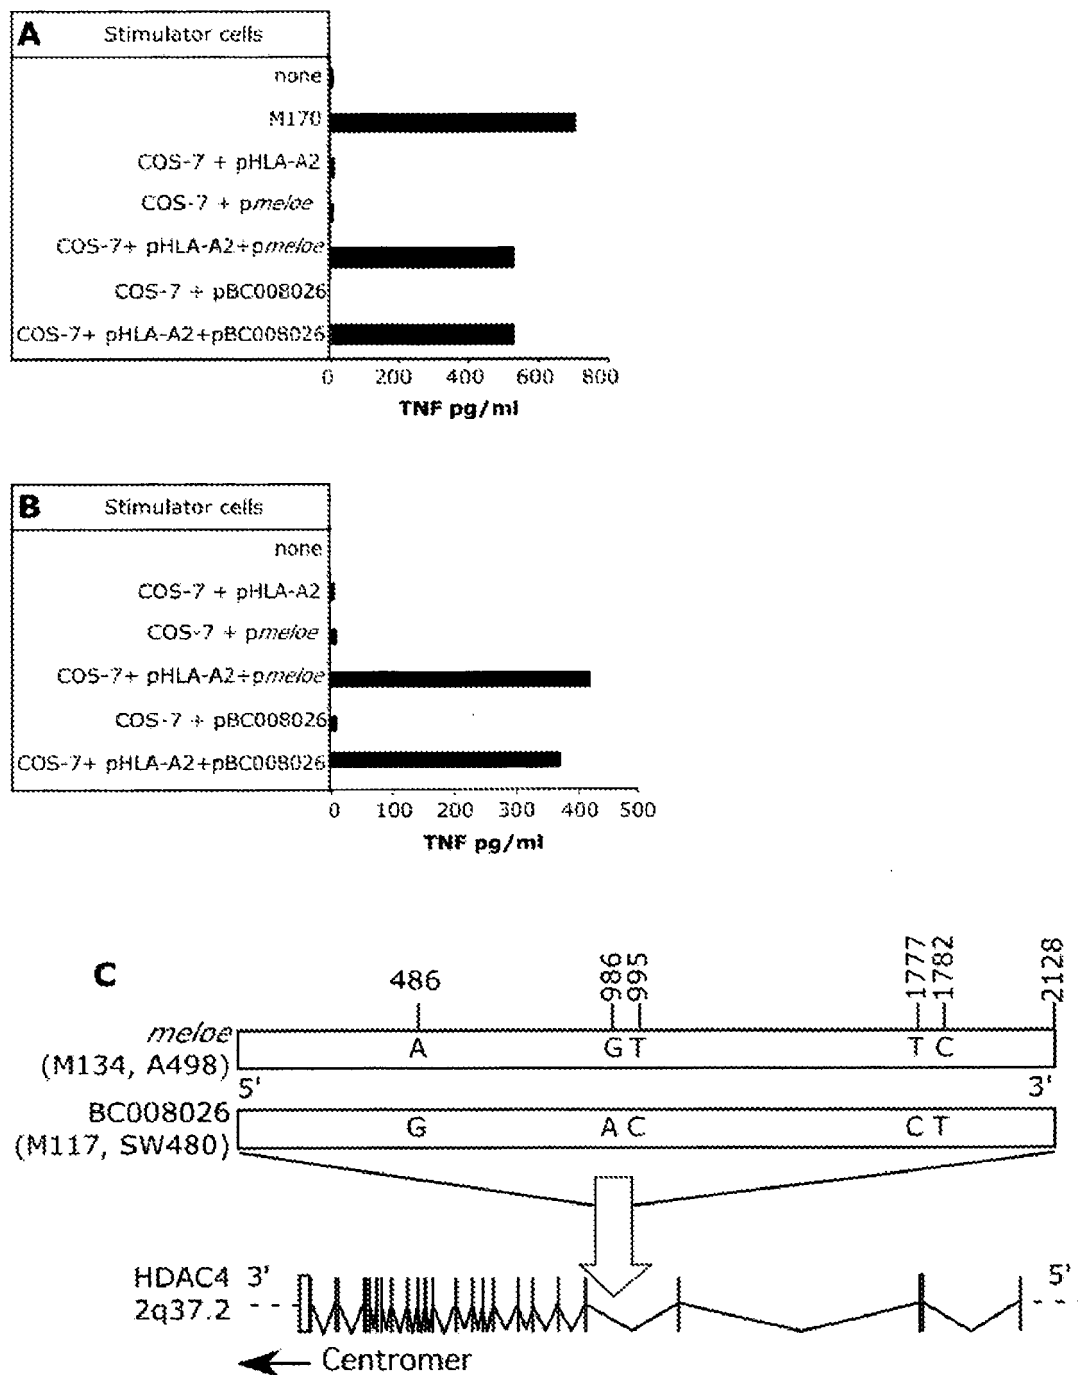 A Stimulator cells
none
M170
COS-7 + pHLA-A2
COS-7 + pmeloe
COS-7+ pHLA-A2+pmeloe
COS-7 + pBC008026
COS-7+ pHLA-A2+pBC008026
0 200 400 600 800
TNF pg/ml
B Stimulator cells
none
COS-7 + pHLA-A2
COS-7 + pmeloe
COS-7+ pHLA-A2+pmeloe
COS-7 + pBC008026
COS-7+ pHLA-A2+pBC008026
0 100 200 300 400 500
TNF pg/ml
C
486 986 995 1777 1782 2128
meloe
(M134, A498)
A G T T C
5' 3'
BC008026
(M117, SW480)
G A C C T
HDAC4 3' 5'
2q37.2
Centromer